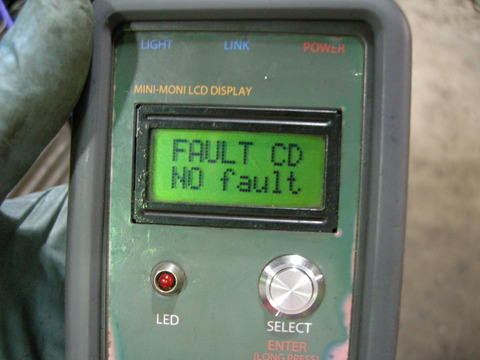 LIGHT LINK POWER
MINI-MONI LCD DISPLAY
FAULT CD
NO fault
LED
SELECT
ENTER
(LONG PRESS)